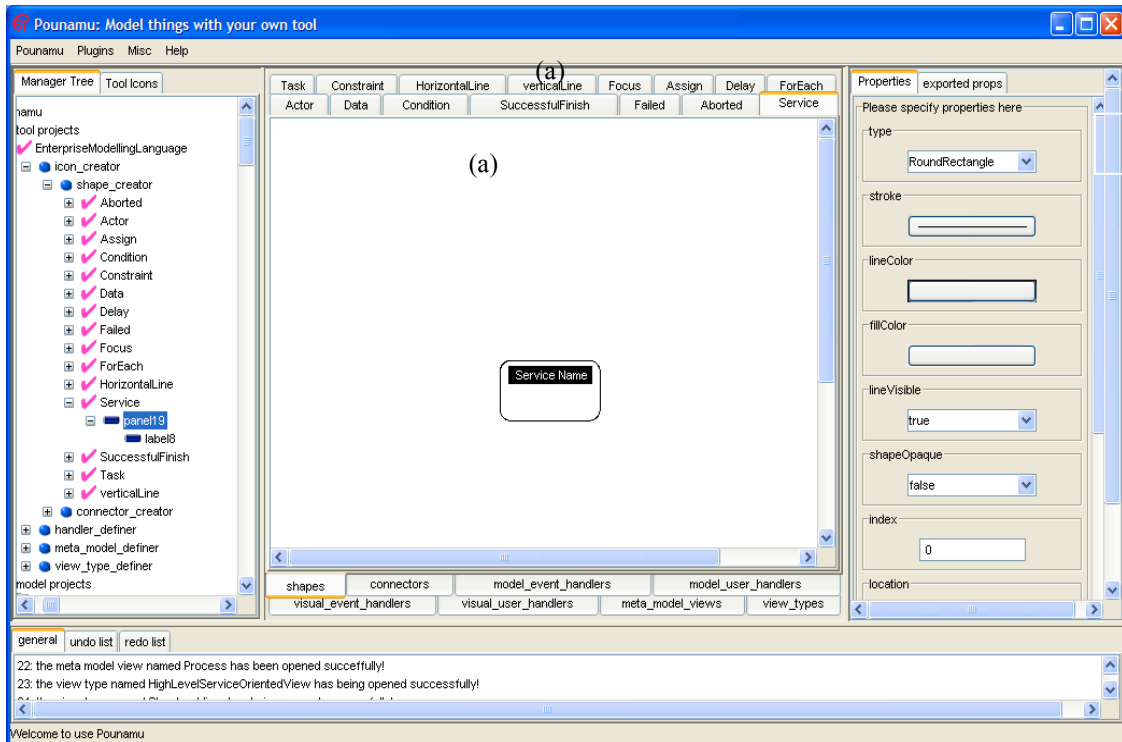 Pounamu: Model things with your own tool
Pounamu Plugins Misc Help
Manager Tree Tool Icons
namu
tool projects
EnterpriseModellingLanguage
icon_creator
shape_creator
Aborted
Actor
Assign
Condition
Constraint
Data
Delay
Failed
Focus
ForEach
HorizontalLine
Service
panel19
label8
SuccessfulFinish
Task
verticalLine
connector_creator
handler_definer
meta_model_definer
view_type_definer
model projects
(a)
Task Constraint HorizontalLine verticalLine Focus Assign Delay ForEach
Actor Data Condition SuccessfulFinish Failed Aborted Service
(a)
Service Name
shapes connectors model_event_handlers model_user_handlers
visual_event_handlers visual_user_handlers meta_model_views view_types
Properties exported props
Please specify properties here
type
RoundRectangle
stroke
lineColor
fillColor
lineVisible
true
shapeOpaque
false
index
0
location
general undo list redo list
22: the meta model view named Process has been opened succeffully!
23: the view type named HighLevelServiceOrientedView has being opened successfully!
Welcome to use Pounamu